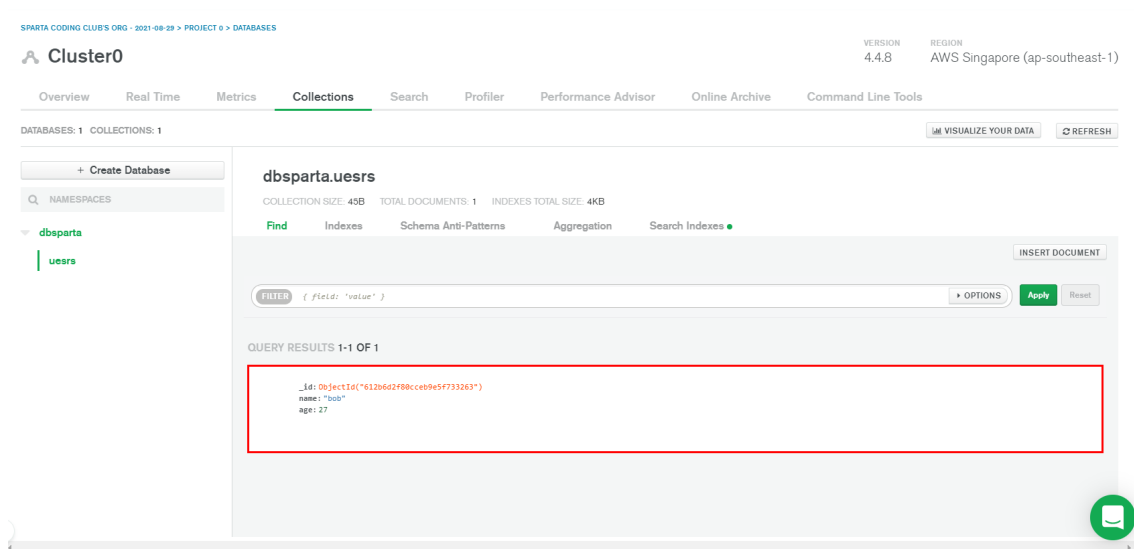 SPARTA CODING CLUB'S ORG - 2021-08-29 > PROJECT 0 > DATABASES
Cluster0
VERSION
4.4.8
REGION
AWS Singapore (ap-southeast-1)
Overview Real Time Metrics Collections Search Profiler Performance Advisor Online Archive Command Line Tools
DATABASES: 1 COLLECTIONS: 1
VISUALIZE YOUR DATA
REFRESH
+ Create Database
NAMESPACES
dbsparta
uesrs
dbsparta.uesrs
COLLECTION SIZE: 45B TOTAL DOCUMENTS: 1 INDEXES TOTAL SIZE: 4KB
Find Indexes Schema Anti-Patterns Aggregation Search Indexes
INSERT DOCUMENT
FILTER { field: 'value' } OPTIONS Apply Reset
QUERY RESULTS 1-1 OF 1
_id: ObjectId("612b6d2f80cceb9e5f733263")
name: "bob"
age: 27